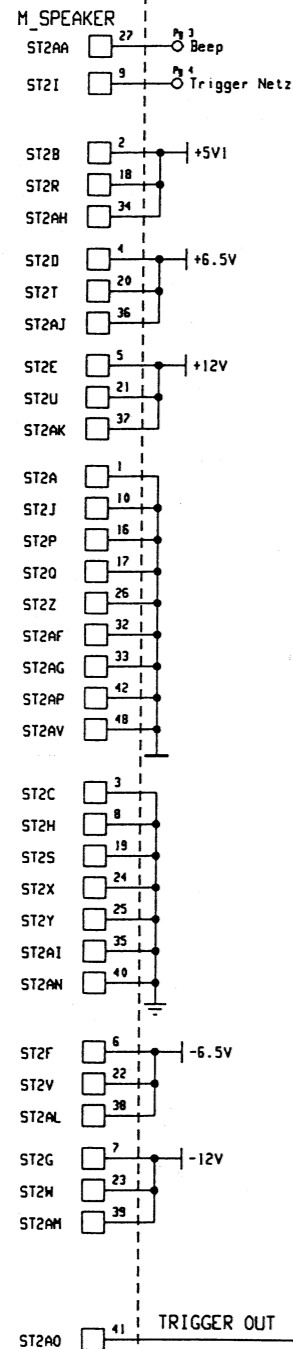 M_SPEAKER
ST2AA 27 Pg 3 Beep
ST2I 9 Pg 4 Trigger Netz
ST2B 2 +5V1
ST2R 18
ST2AH 34
ST2D 4 +6.5V
ST2T 20
ST2AJ 36
ST2E 5 +12V
ST2U 21
ST2AK 37
ST2A 1
ST2J 10
ST2P 16
ST2Q 17
ST2Z 26
ST2AF 32
ST2AG 33
ST2AP 42
ST2AV 48
ST2C 3
ST2H 8
ST2S 19
ST2X 24
ST2Y 25
ST2AI 35
ST2AN 40
ST2F 6 -6.5V
ST2V 22
ST2AL 38
ST2G 7 -12V
ST2W 23
ST2AM 39
ST2AO 41 TRIGGER OUT